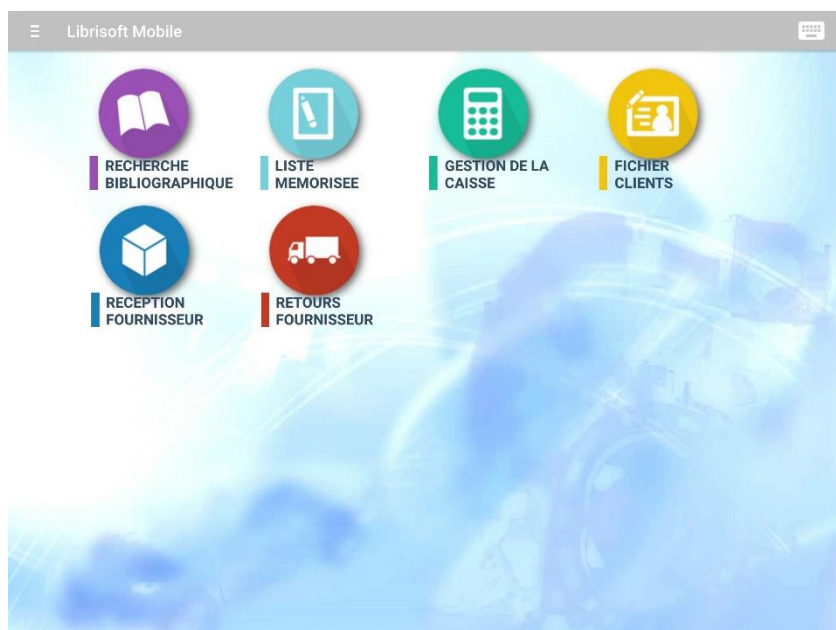 Librisoft Mobile
RECHERCHE
BIBLIOGRAPHIQUE
LISTE
MEMORISEE
GESTION DE LA
CAISSE
FICHIER
CLIENTS
RECEPTION
FOURNISSEUR
RETOURS
FOURNISSEUR